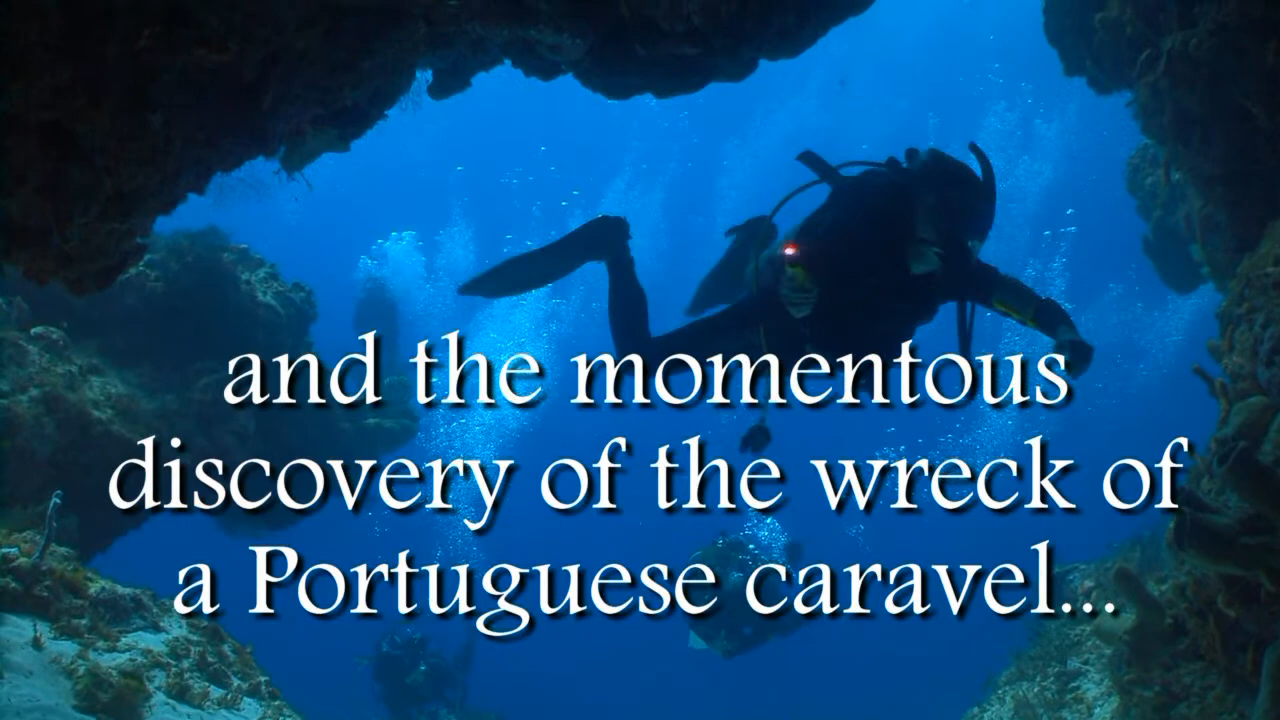 and the momentous
discovery of the wreck of
a Portuguese caravel...